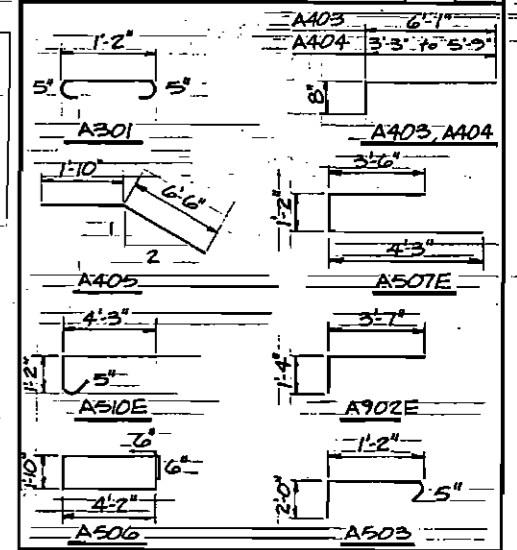 A403 6'-1"
A404 3'-3" to 5'-9"
1'-2"
5" 5"
8"
A301
A403, A404
1'-10"
6'-6"
1
2
A405
3'-6"
1'-2"
4'-3"
A507E
4'-3"
1'-2"
5"
A510E
3'-7"
1'-4"
A902E
6"
6"
1'-10"
4'-2"
A506
1'-2"
2'-0"
5"
A503